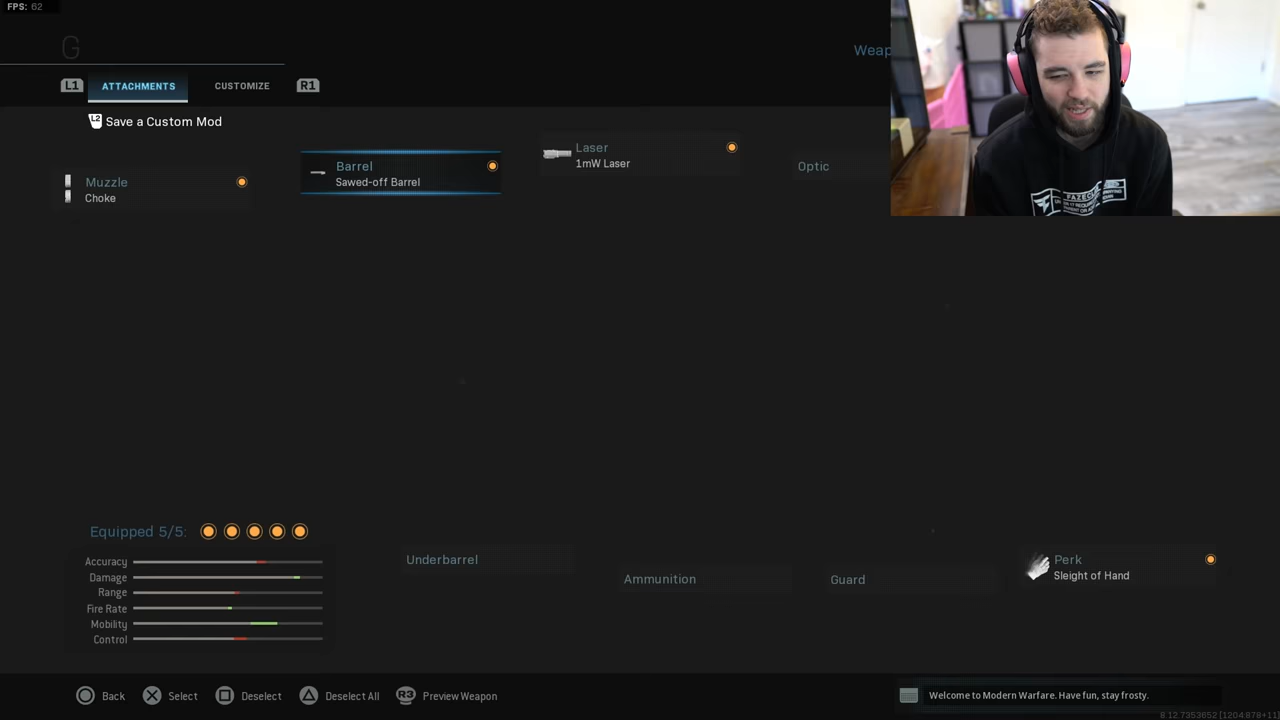 FPS: 62
G
Weap
L1 ATTACHMENTS CUSTOMIZE R1
L2 Save a Custom Mod
Muzzle
Choke
Barrel
Sawed-off Barrel
Laser
1mW Laser
Optic
Equipped 5/5:
Accuracy
Damage
Range
Fire Rate
Mobility
Control
Underbarrel
Ammunition
Guard
Perk
Sleight of Hand
Back Select Deselect Deselect All R3 Preview Weapon
Welcome to Modern Warfare. Have fun, stay frosty.